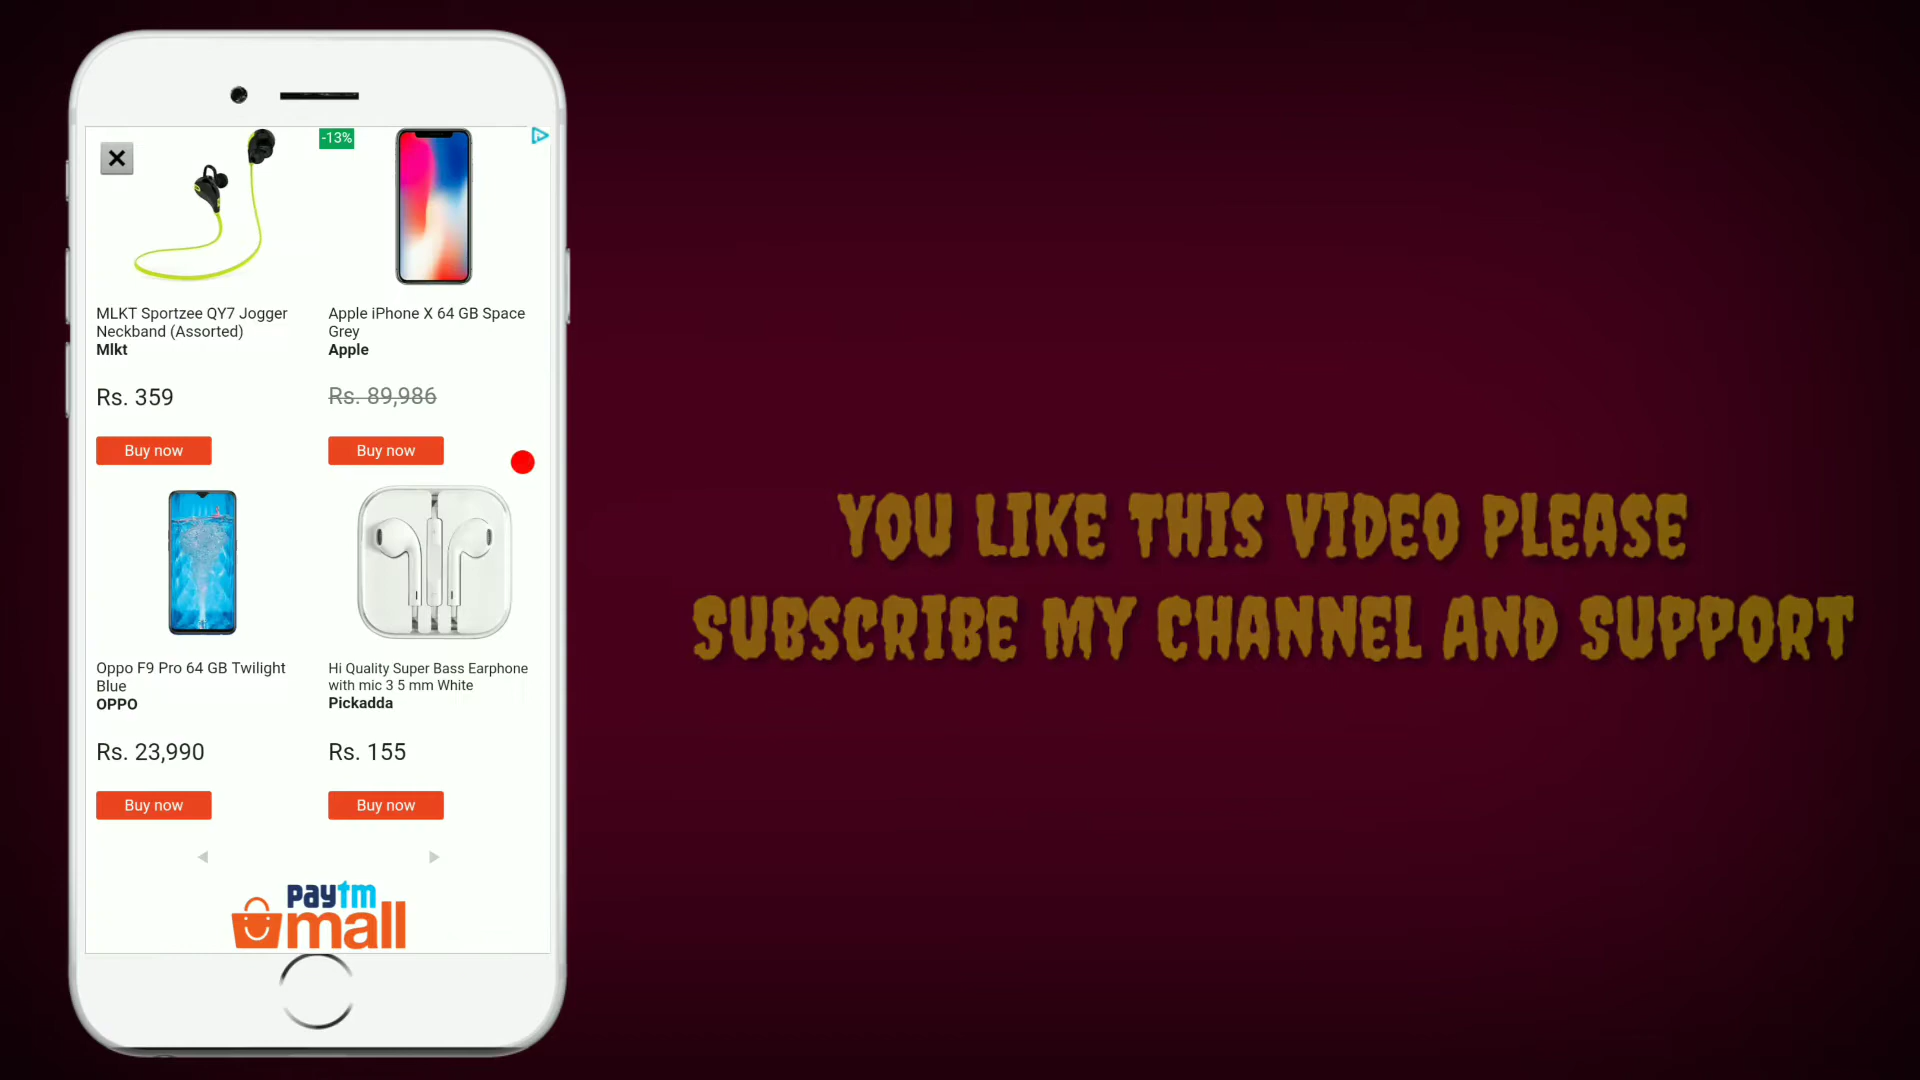 -13%
MLKT Sportzee QY7 Jogger
Neckband (Assorted)
Mlkt
Rs. 359
Buy now
Apple iPhone X 64 GB Space
Grey
Apple
Rs. 89,986
Buy now
Oppo F9 Pro 64 GB Twilight
Blue
OPPO
Rs. 23,990
Buy now
Hi Quality Super Bass Earphone
with mic 3 5 mm White
Pickadda
Rs. 155
Buy now
paytm
mall
YOU LIKE THIS VIDEO PLEASE
SUBSCRIBE MY CHANNEL AND SUPPORT